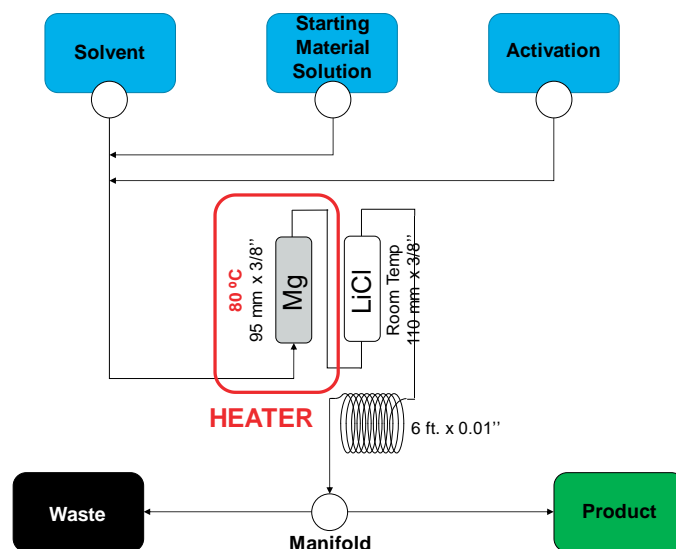 Solvent
Starting
Material
Solution
Activation
80 ºC
95 mm x 3/8’’
Mg
LiCl
Room Temp
110 mm x 3/8’’
HEATER
6 ft. x 0.01’’
Waste
Manifold
Product